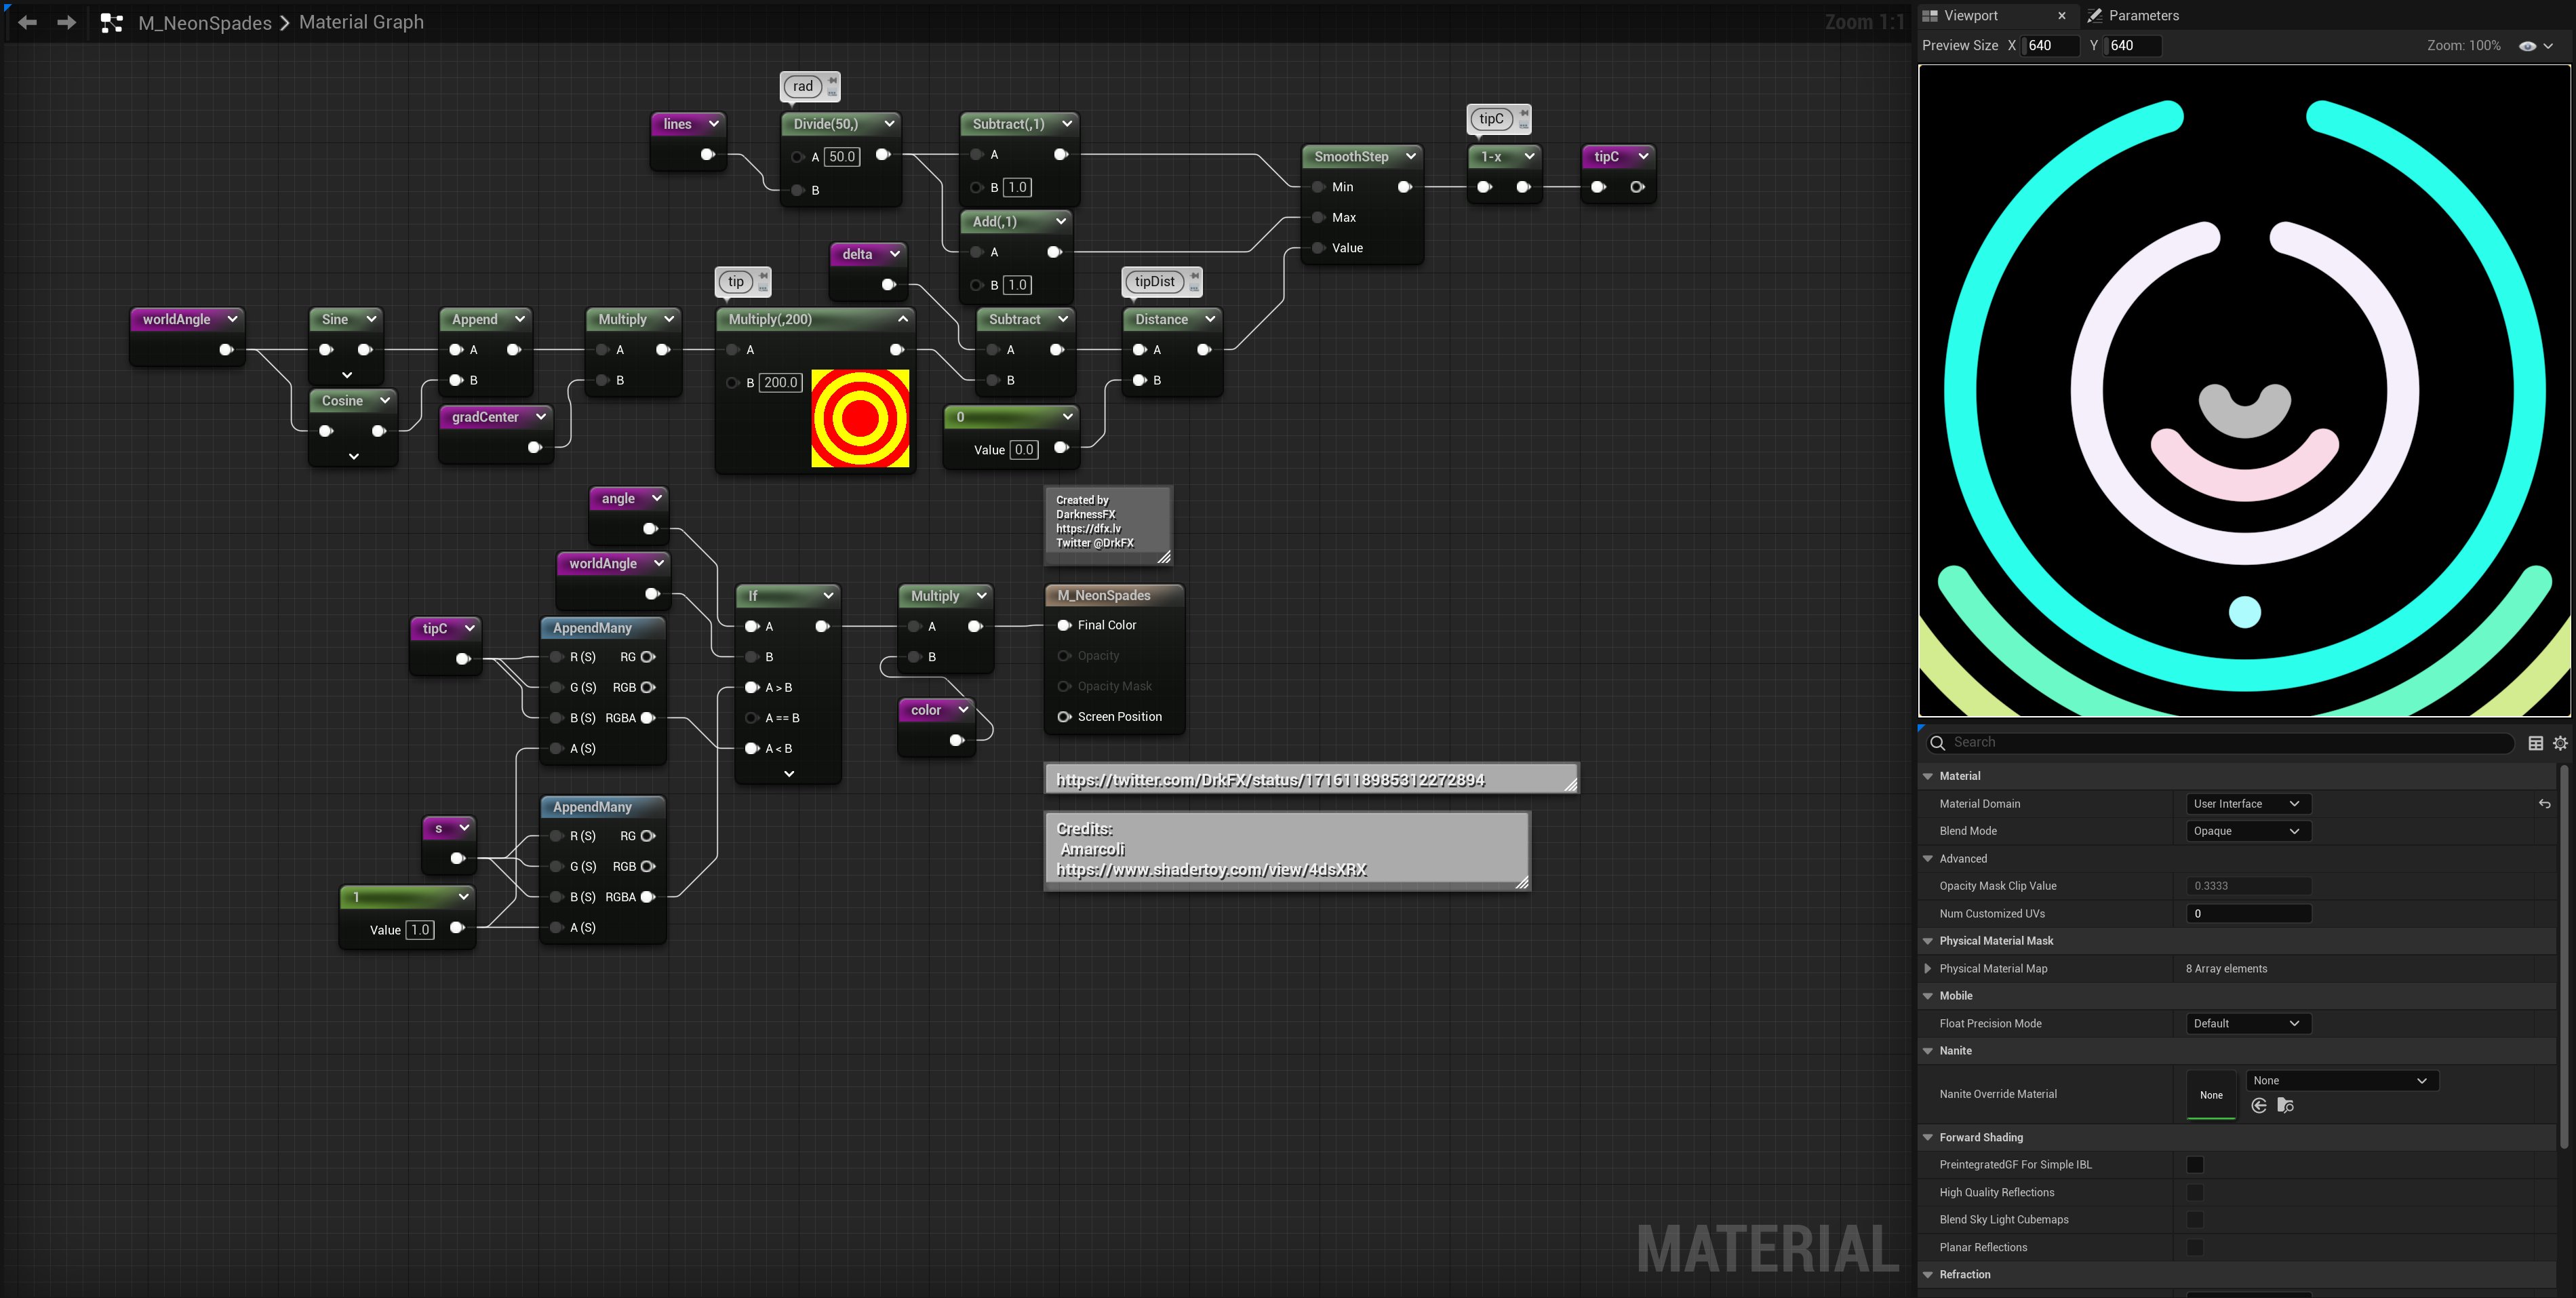 M_NeonSpades > Material Graph
Zoom 1:1
rad
lines
Divide(50,)
A 50.0
B
Subtract(,1)
A
B 1.0
Add(,1)
A
B 1.0
SmoothStep
Min
Max
Value
tipC
1-x
tipC
delta
tip
tipDist
worldAngle
Sine
Cosine
Append
A
B
gradCenter
Multiply
A
B
Multiply(,200)
A
B 200.0
Subtract
A
B
0
Value 0.0
Distance
A
B
angle
worldAngle
Created by
DarknessFX
https://dfx.lv
Twitter @DrkFX
tipC
AppendMany
R (S) RG
G (S) RGB
B (S) RGBA
A (S)
If
A
B
A > B
A == B
A < B
Multiply
A
B
color
M_NeonSpades
Final Color
Opacity
Opacity Mask
Screen Position
s
1
Value 1.0
AppendMany
R (S) RG
G (S) RGB
B (S) RGBA
A (S)
https://twitter.com/DrkFX/status/1716118985312272894
Credits:
Amarcoli
https://www.shadertoy.com/view/4dsXRX
MATERIAL
Viewport
Parameters
Preview Size X 640 Y 640
Zoom: 100%
Search
Material
Material Domain User Interface
Blend Mode Opaque
Advanced
Opacity Mask Clip Value 0.3333
Num Customized UVs 0
Physical Material Mask
Physical Material Map 8 Array elements
Mobile
Float Precision Mode Default
Nanite
Nanite Override Material None None
Forward Shading
PreintegratedGF For Simple IBL
High Quality Reflections
Blend Sky Light Cubemaps
Planar Reflections
Refraction